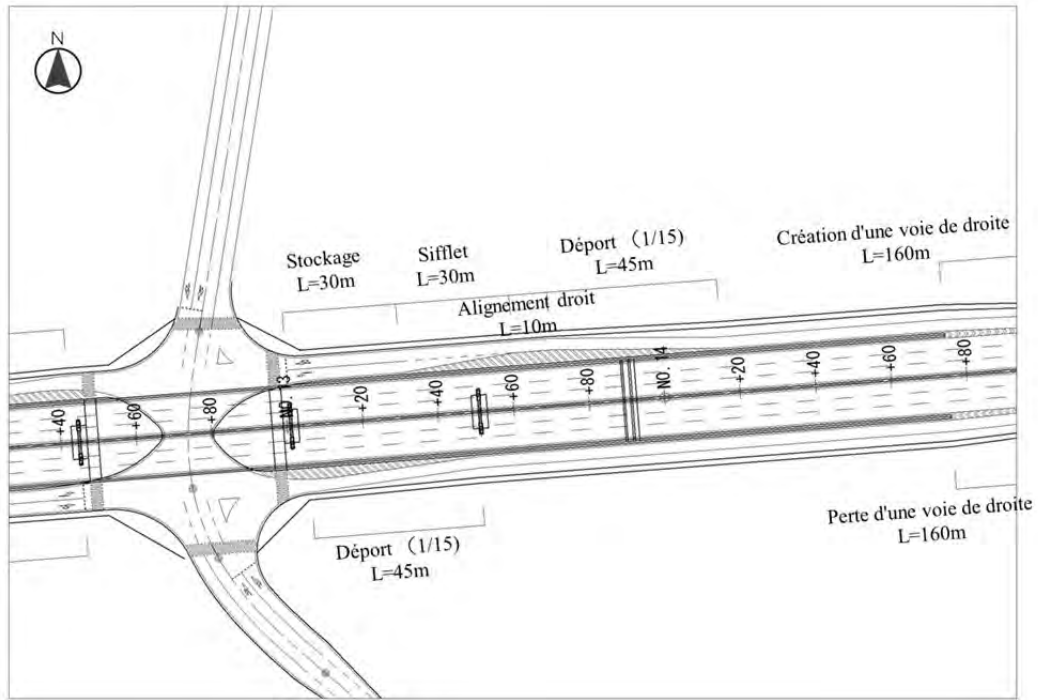 N
Création d'une voie de droite
L=160m
Déport （1/15)
L=45m
Sifflet
L=30m
Stockage
L=30m
Alignement droit
L=10m
+40
+60
+80
NO. 13
+20
+40
+60
+80
NO. 14
+20
+40
+60
+80
Perte d'une voie de droite
L=160m
Déport （1/15)
L=45m